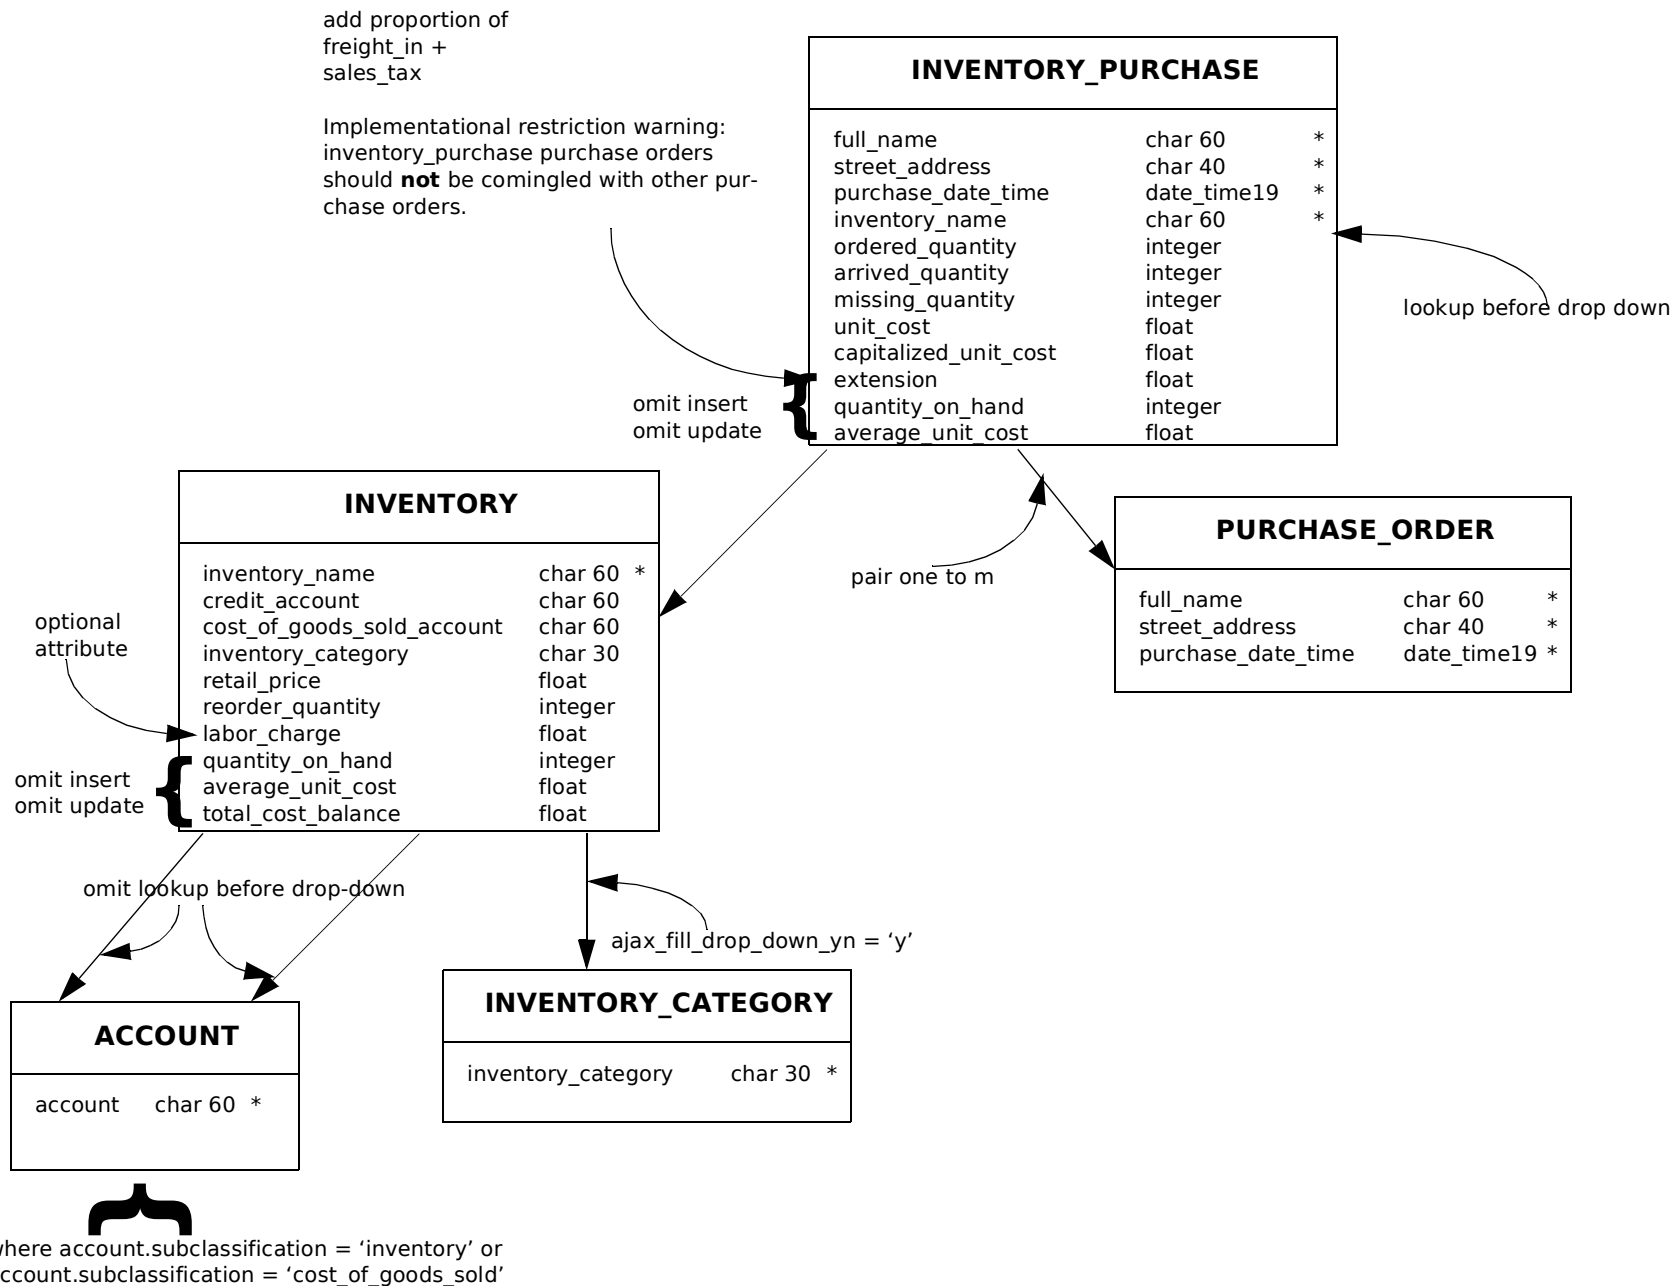 add proportion of
freight_in +
sales_tax
Implementational restriction warning:
inventory_purchase purchase orders
should not be comingled with other pur-
chase orders.
INVENTORY_PURCHASE
full_name char 60 *
street_address char 40 *
purchase_date_time date_time19 *
inventory_name char 60 *
ordered_quantity integer
arrived_quantity integer
missing_quantity integer
unit_cost float
capitalized_unit_cost float
extension float
quantity_on_hand integer
average_unit_cost float
lookup before drop down
omit insert
omit update
INVENTORY
inventory_name char 60 *
credit_account char 60
cost_of_goods_sold_account char 60
inventory_category char 30
retail_price float
reorder_quantity integer
labor_charge float
quantity_on_hand integer
average_unit_cost float
total_cost_balance float
optional
attribute
omit insert
omit update
pair one to m
PURCHASE_ORDER
full_name char 60 *
street_address char 40 *
purchase_date_time date_time19 *
omit lookup before drop-down
ajax_fill_drop_down_yn = ‘y’
ACCOUNT
account char 60 *
INVENTORY_CATEGORY
inventory_category char 30 *
where account.subclassification = ‘inventory’ or
account.subclassification = ‘cost_of_goods_sold’